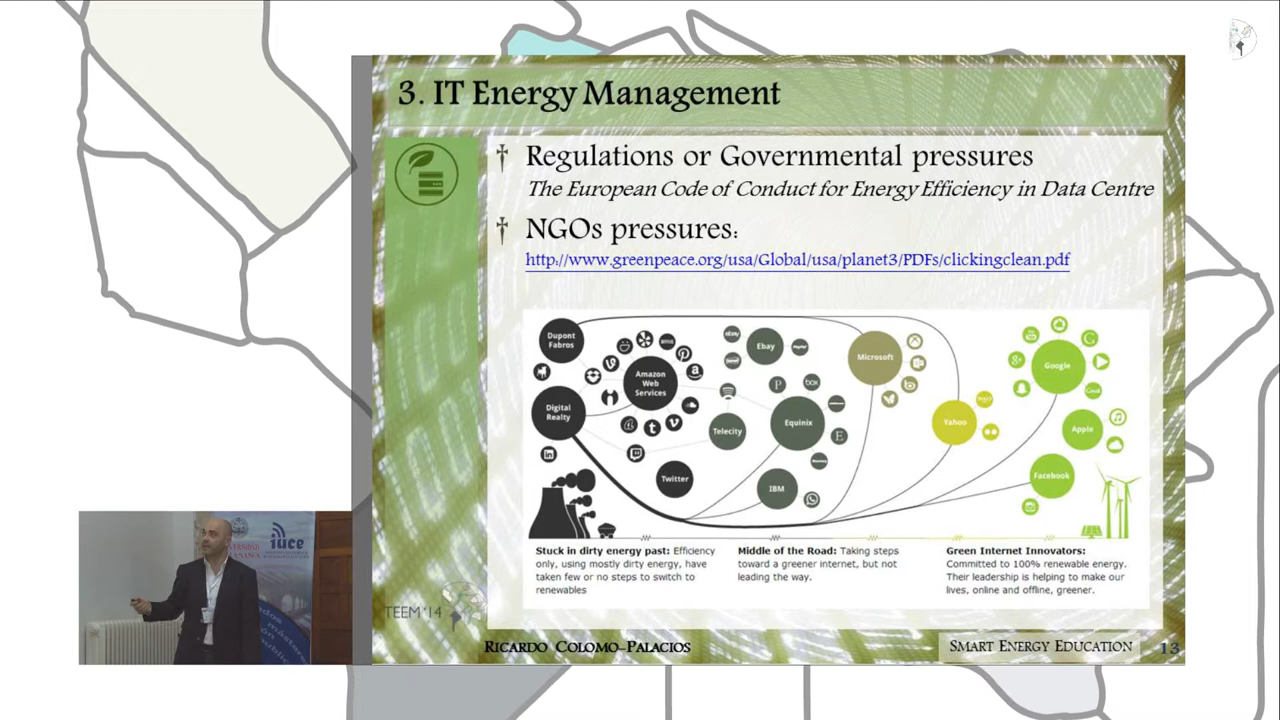 3. IT Energy Management
† Regulations or Governmental pressures
The European Code of Conduct for Energy Efficiency in Data Centre
† NGOs pressures:
http://www.greenpeace.org/usa/Global/usa/planet3/PDFs/clickingclean.pdf
Dupont
Fabros
Amazon
Web
Services
Digital
Realty
Twitter
Ebay
Telecity
Equinix
IBM
Microsoft
Yahoo
Google
Apple
Facebook
Stuck in dirty energy past: Efficiency
only, using mostly dirty energy, have
taken few or no steps to switch to
renewables
Middle of the Road: Taking steps
toward a greener internet, but not
leading the way.
Green Internet Innovators:
Committed to 100% renewable energy.
Their leadership is helping to make our
lives, online and offline, greener.
TEEM '14
RICARDO COLOMO-PALACIOS
SMART ENERGY EDUCATION
13
iuce